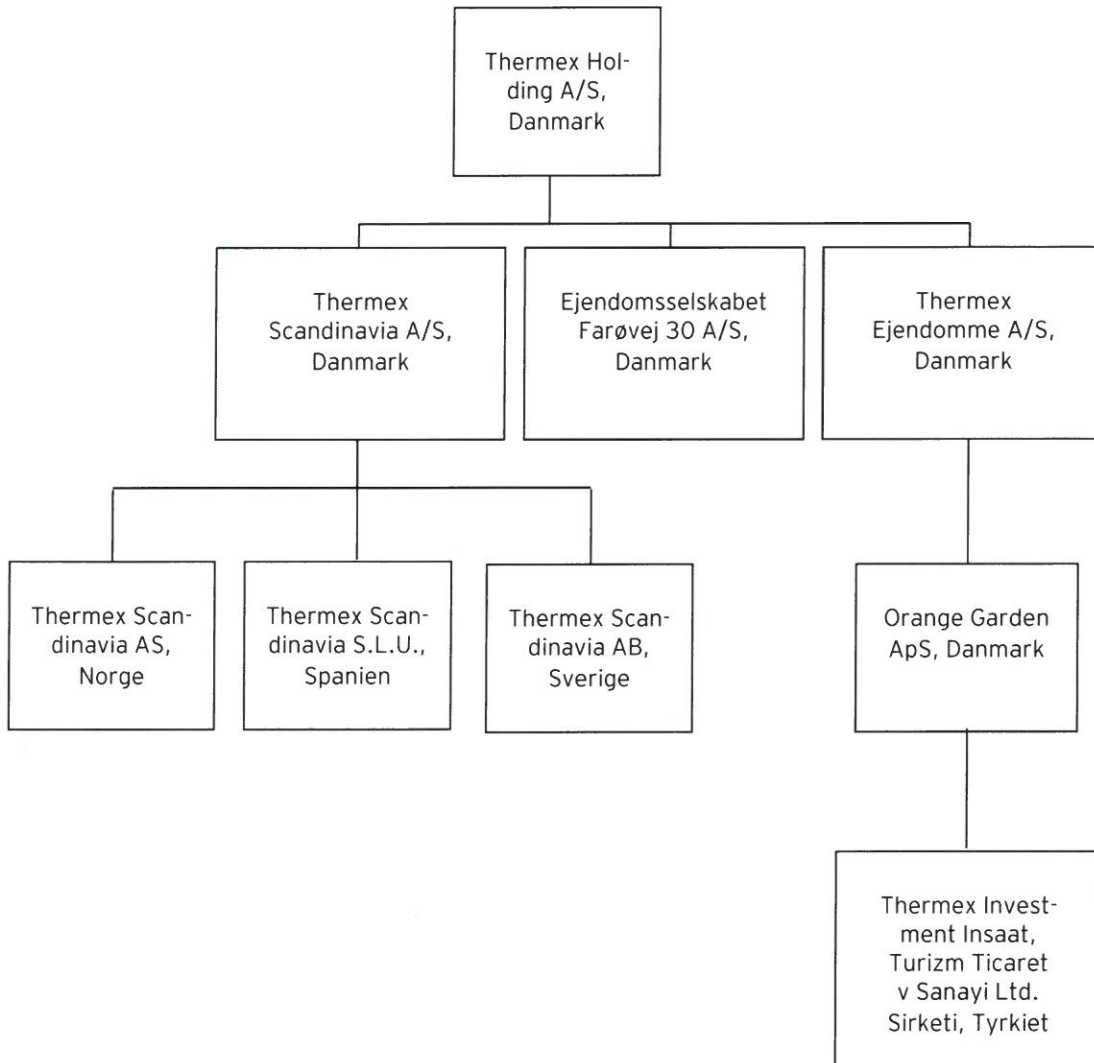 Thermex Hol-
ding A/S,
Danmark
Thermex
Scandinavia A/S,
Danmark
Ejendomsselskabet
Farøvej 30 A/S,
Danmark
Thermex
Ejendomme A/S,
Danmark
Thermex Scan-
dinavia AS,
Norge
Thermex Scan-
dinavia S.L.U.,
Spanien
Thermex Scan-
dinavia AB,
Sverige
Orange Garden
ApS, Danmark
Thermex Invest-
ment Insaat,
Turizm Ticaret
v Sanayi Ltd.
Sirketi, Tyrkiet